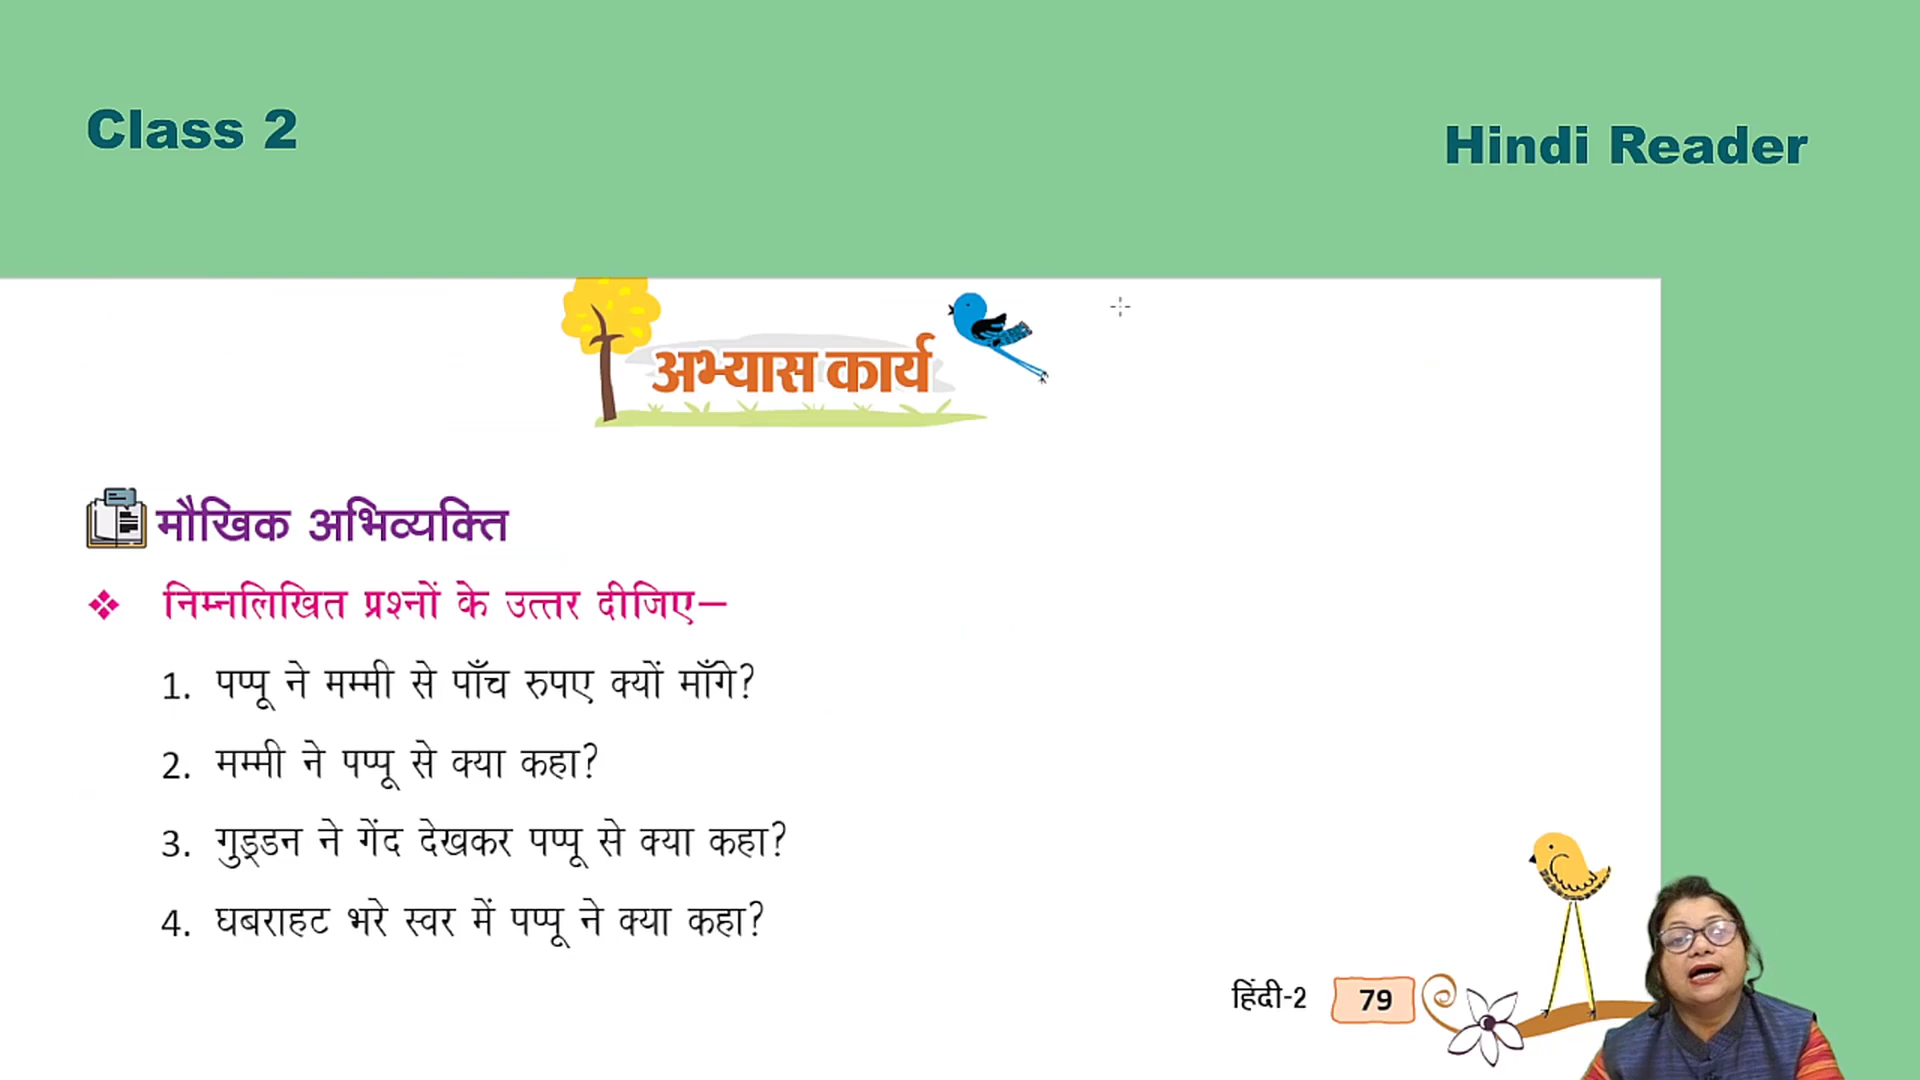 Class 2
Hindi Reader
अभ्यास कार्य
मौखिक अभिव्यक्ति
❖ निम्नलिखित प्रश्नों के उत्तर दीजिए–
1. पप्पू ने मम्मी से पाँच रुपए क्यों माँगे?
2. मम्मी ने पप्पू से क्या कहा?
3. गुड्डन ने गेंद देखकर पप्पू से क्या कहा?
4. घबराहट भरे स्वर में पप्पू ने क्या कहा?
हिंदी-2 79